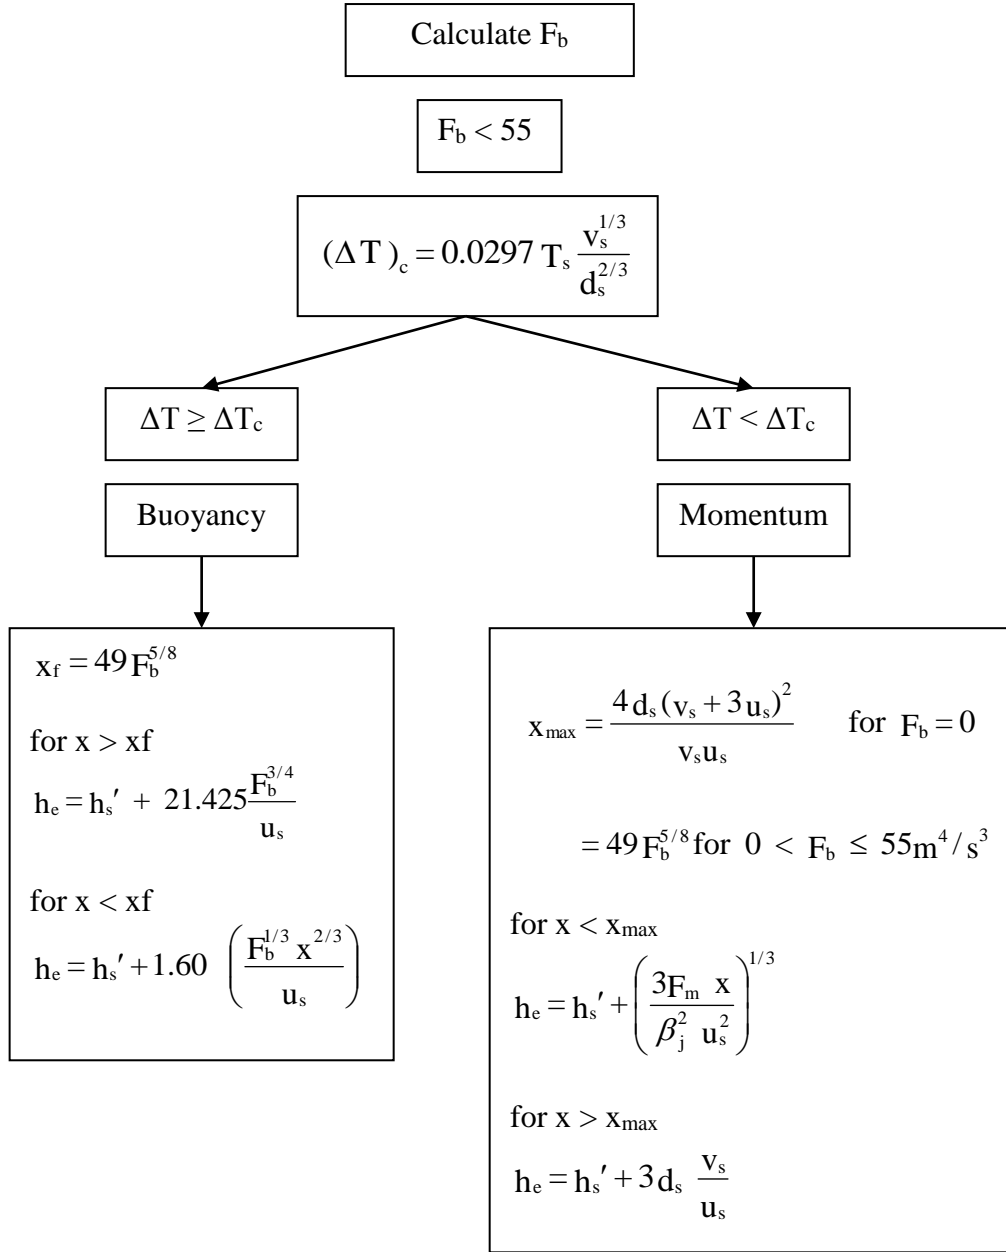 Calculate F_b
F_b < 55
(ΔT)_c = 0.0297 T_s v_s^{1/3} / d_s^{2/3}
ΔT ≥ ΔT_c
ΔT < ΔT_c
Buoyancy
Momentum
x_f = 49 F_b^{5/8}
for x > xf
h_e = h_s′ + 21.425 F_b^{3/4} / u_s
for x < xf
h_e = h_s′ + 1.60 (F_b^{1/3} x^{2/3} / u_s)
x_max = 4 d_s (v_s + 3 u_s)^2 / v_s u_s for F_b = 0
= 49 F_b^{5/8} for 0 < F_b ≤ 55 m^4 / s^3
for x < x_max
h_e = h_s′ + (3 F_m x / β_j^2 u_s^2)^{1/3}
for x > x_max
h_e = h_s′ + 3 d_s v_s / u_s